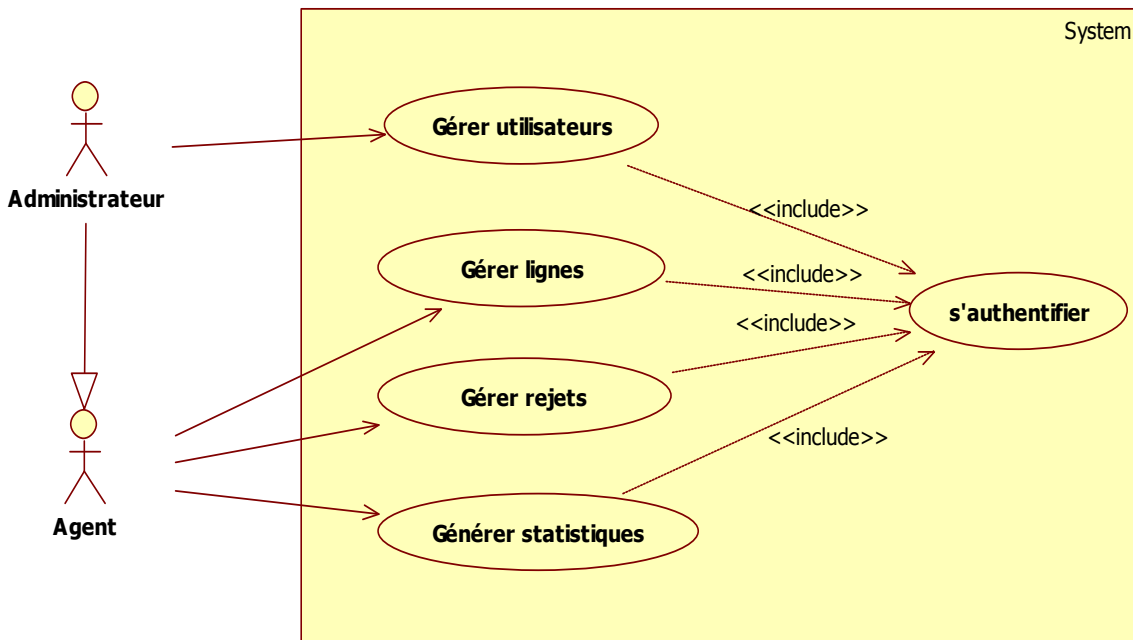 System
Gérer utilisateurs
Administrateur
<<include>>
Gérer lignes
<<include>>
s'authentifier
<<include>>
Gérer rejets
<<include>>
Agent
Générer statistiques